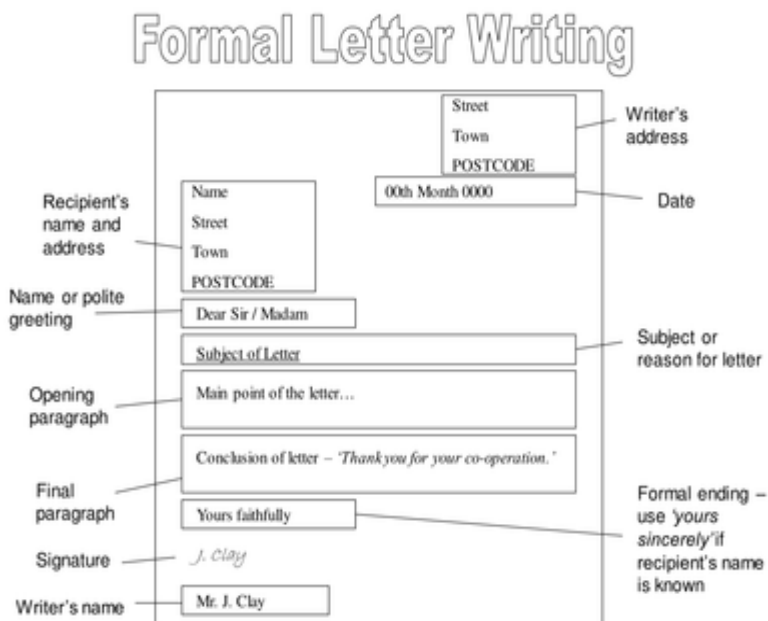 Formal Letter Writing
Street
Town
POSTCODE
Writer's
address
00th Month 0000
Date
Recipient's
name and
address
Name
Street
Town
POSTCODE
Name or polite
greeting
Dear Sir / Madam
Subject of Letter
Subject or
reason for letter
Opening
paragraph
Main point of the letter…
Final
paragraph
Conclusion of letter – ‘Thank you for your co-operation.’
Yours faithfully
Formal ending –
use ‘yours
sincerely’ if
recipient's name
is known
Signature
J. Clay
Writer's name
Mr. J. Clay